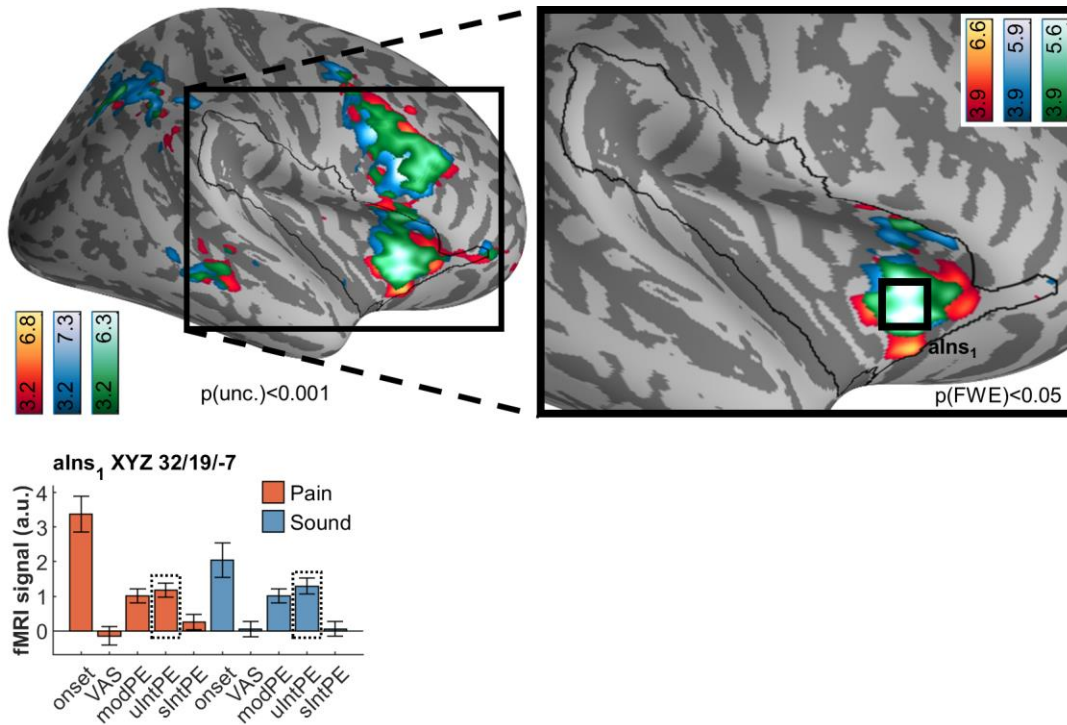 6.6 5.9 5.6
3.9 3.9 3.9
aIns1
p(FWE)<0.05
6.8 7.3 6.3
3.2 3.2 3.2
p(unc.)<0.001
aIns1 XYZ 32/19/-7
fMRI signal (a.u.)
4
3
2
1
0
Pain
Sound
onset VAS modPE uIntPE sIntPE onset VAS modPE uIntPE sIntPE